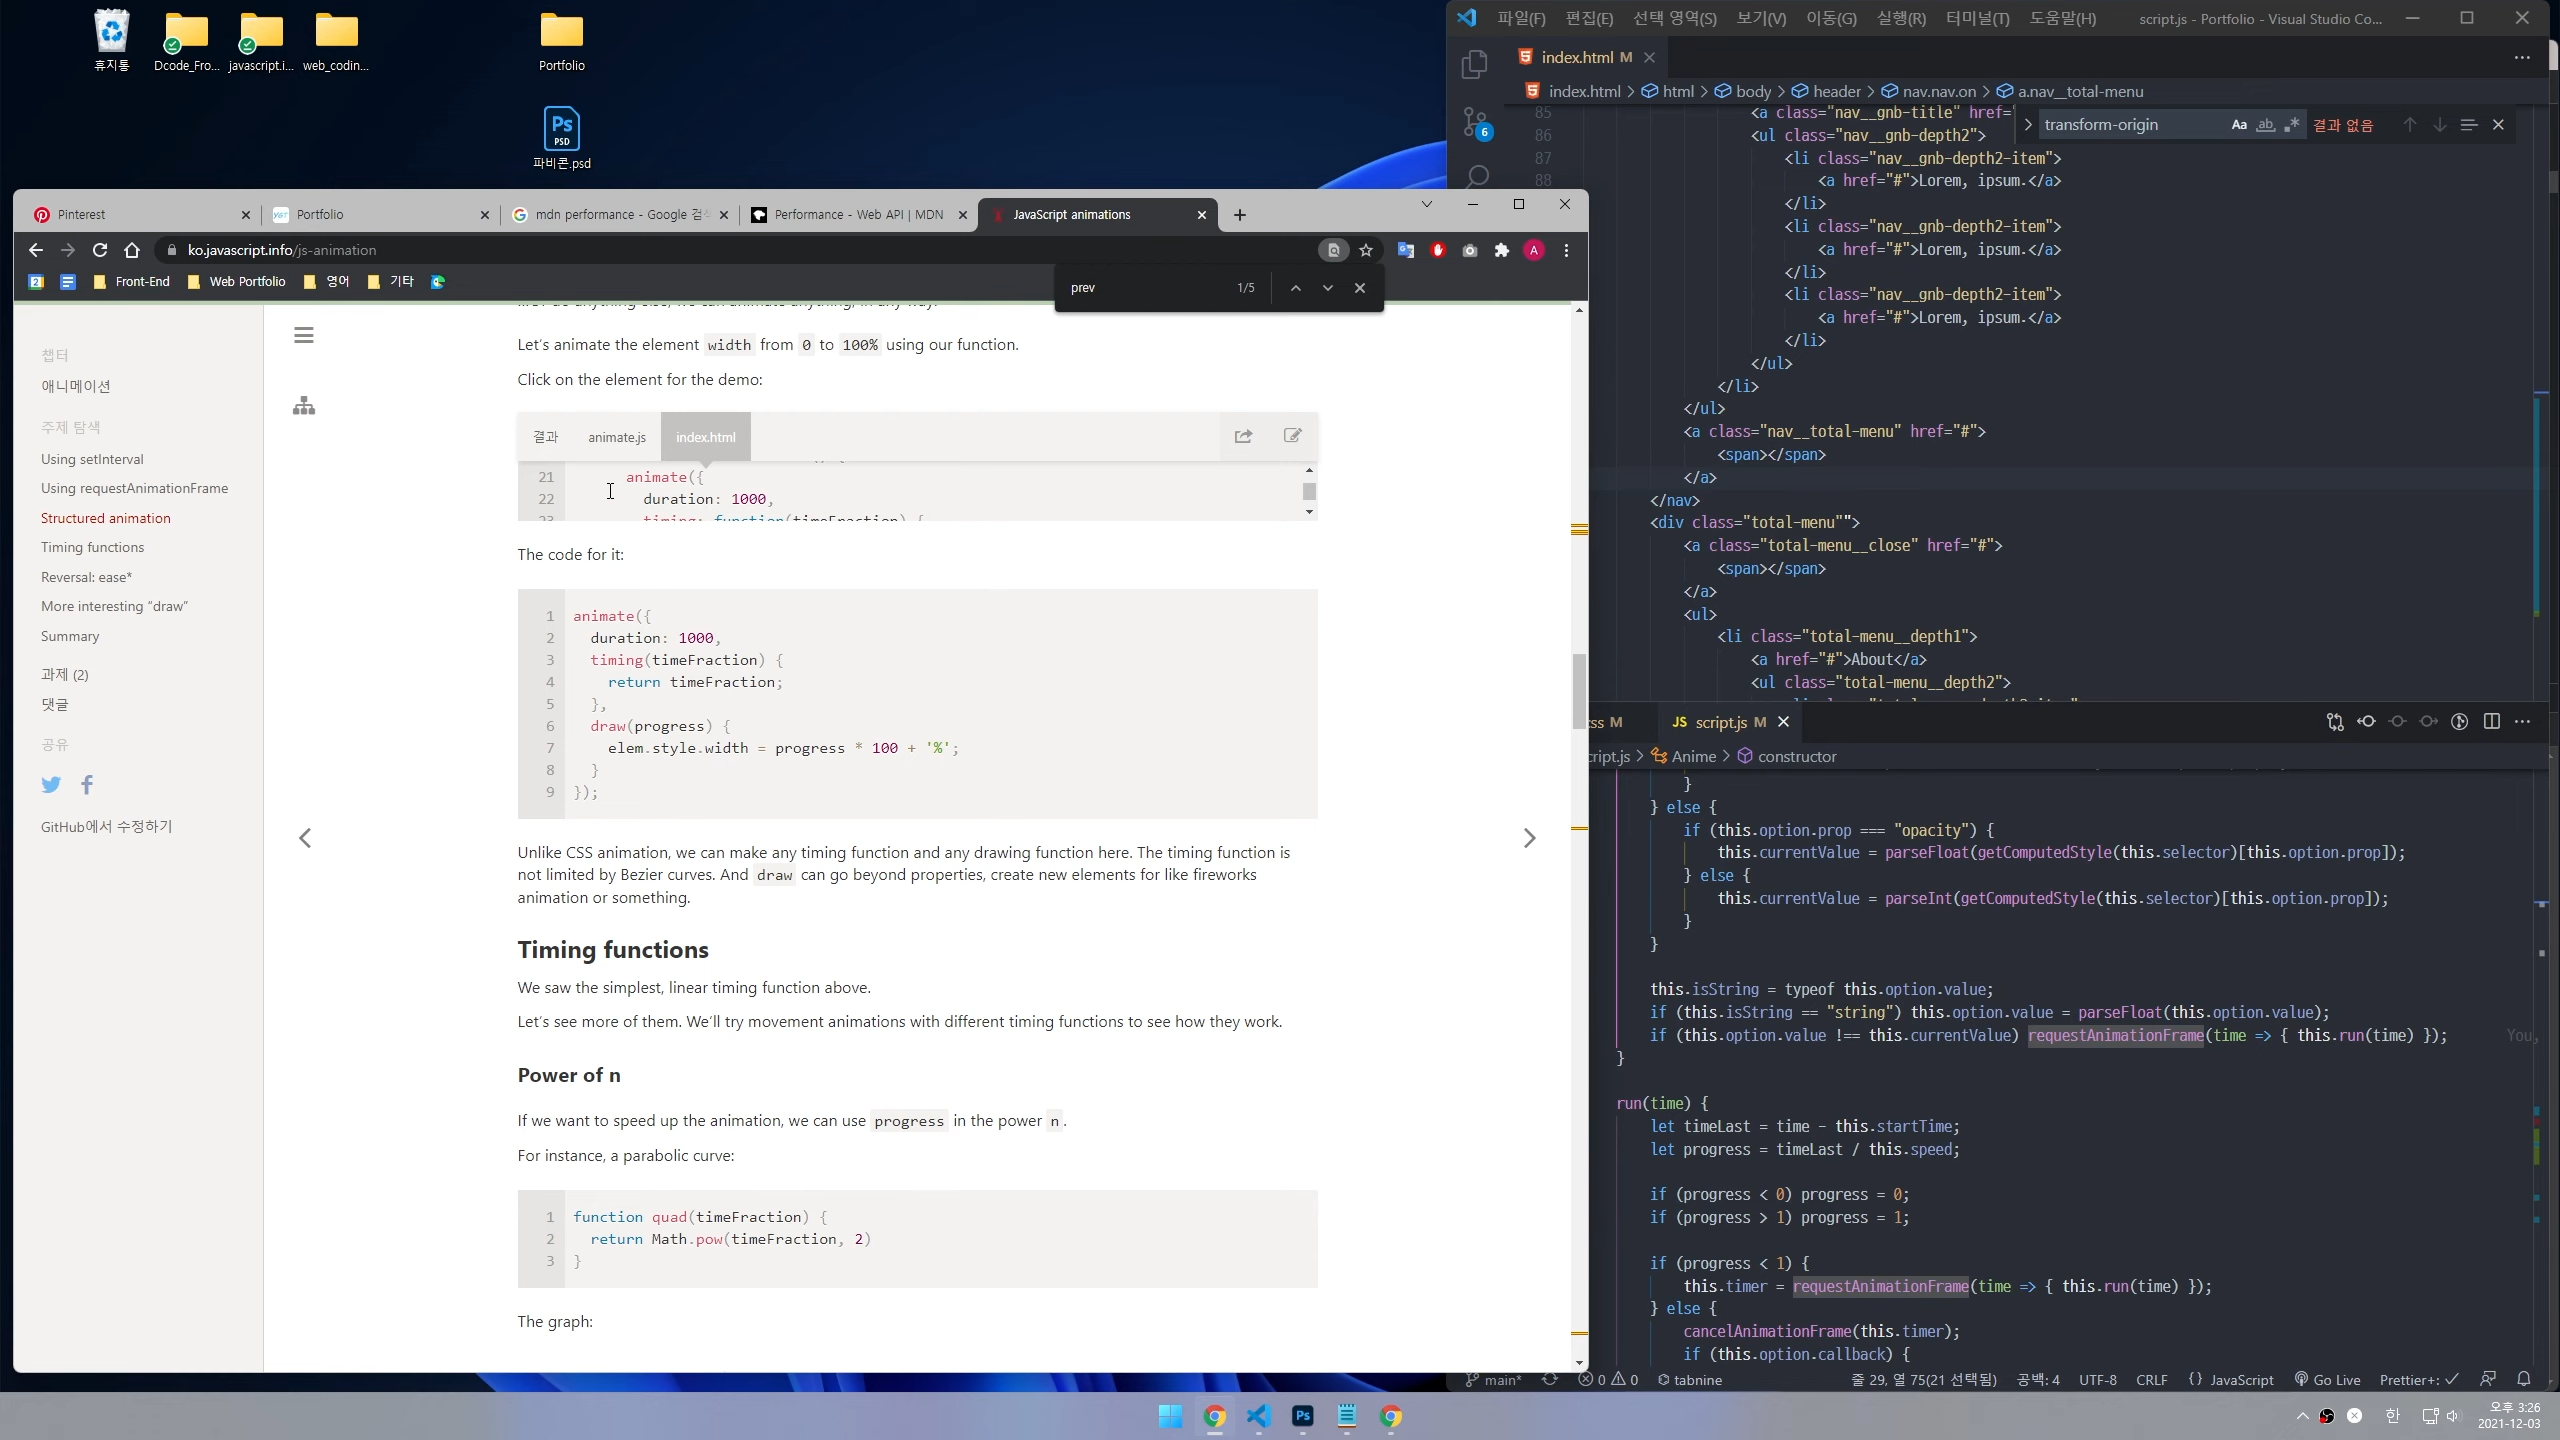 휴지통
Dcode_Fro...
javascript.i...
web_codin...
Portfolio
Ps
PSD
파비콘.psd
Pinterest
Portfolio
mdn performance - Google 검색
Performance - Web API | MDN
JavaScript animations
ko.javascript.info/js-animation
A
Front-End
Web Portfolio
영어
기타
prev
1/5
챕터
애니메이션
주제 탐색
Using setInterval
Using requestAnimationFrame
Structured animation
Timing functions
Reversal: ease*
More interesting “draw”
Summary
과제 (2)
댓글
공유
GitHub에서 수정하기
Let’s animate the element width from 0 to 100% using our function.
Click on the element for the demo:
결과 animate.js index.html
21 animate({
22 duration: 1000,
23 timing: function(timeFraction) {
The code for it:
1 animate({
2 duration: 1000,
3 timing(timeFraction) {
4 return timeFraction;
5 },
6 draw(progress) {
7 elem.style.width = progress * 100 + '%';
8 }
9 });
Unlike CSS animation, we can make any timing function and any drawing function here. The timing function is
not limited by Bezier curves. And draw can go beyond properties, create new elements for like fireworks
animation or something.
Timing functions
We saw the simplest, linear timing function above.
Let’s see more of them. We’ll try movement animations with different timing functions to see how they work.
Power of n
If we want to speed up the animation, we can use progress in the power n.
For instance, a parabolic curve:
1 function quad(timeFraction) {
2 return Math.pow(timeFraction, 2)
3 }
The graph:
파일(F) 편집(E) 선택 영역(S) 보기(V) 이동(G) 실행(R) 터미널(T) 도움말(H) script.js - Portfolio - Visual Studio Co...
index.html M
index.html > html > body > header > nav.nav.on > a.nav__total-menu
transform-origin Aa ab 결과 없음
6
85 <a class="nav__gnb-title" href="
86 <ul class="nav__gnb-depth2">
87 <li class="nav__gnb-depth2-item">
88 <a href="#">Lorem, ipsum.</a>
</li>
<li class="nav__gnb-depth2-item">
<a href="#">Lorem, ipsum.</a>
</li>
<li class="nav__gnb-depth2-item">
<a href="#">Lorem, ipsum.</a>
</li>
</ul>
</li>
</ul>
<a class="nav__total-menu" href="#">
<span></span>
</a>
</nav>
<div class="total-menu"">
<a class="total-menu__close" href="#">
<span></span>
</a>
<ul>
<li class="total-menu__depth1">
<a href="#">About</a>
<ul class="total-menu__depth2">
ss M
JS script.js M
cript.js > Anime > constructor
}
} else {
if (this.option.prop === "opacity") {
this.currentValue = parseFloat(getComputedStyle(this.selector)[this.option.prop]);
} else {
this.currentValue = parseInt(getComputedStyle(this.selector)[this.option.prop]);
}
}
this.isString = typeof this.option.value;
if (this.isString == "string") this.option.value = parseFloat(this.option.value);
if (this.option.value !== this.currentValue) requestAnimationFrame(time => { this.run(time) }); You,
}
run(time) {
let timeLast = time - this.startTime;
let progress = timeLast / this.speed;
if (progress < 0) progress = 0;
if (progress > 1) progress = 1;
if (progress < 1) {
this.timer = requestAnimationFrame(time => { this.run(time) });
} else {
cancelAnimationFrame(this.timer);
if (this.option.callback) {
main* 0 0 tabnine 줄 29, 열 75(21 선택됨) 공백: 4 UTF-8 CRLF {} JavaScript Go Live Prettier+: ✓
Ps
한
오후 3:26
2021-12-03